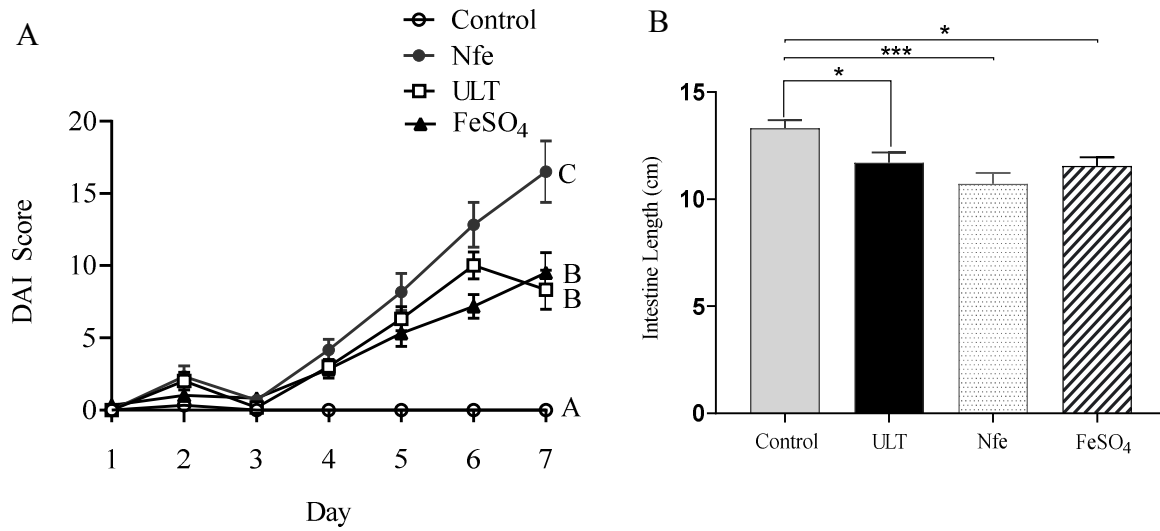 A
Control
Nfe
ULT
FeSO₄
DAI Score
20
15
10
5
0
C
B
B
A
1 2 3 4 5 6 7
Day
B
*
***
*
Intestine Length (cm)
15
10
5
0
Control ULT Nfe FeSO₄